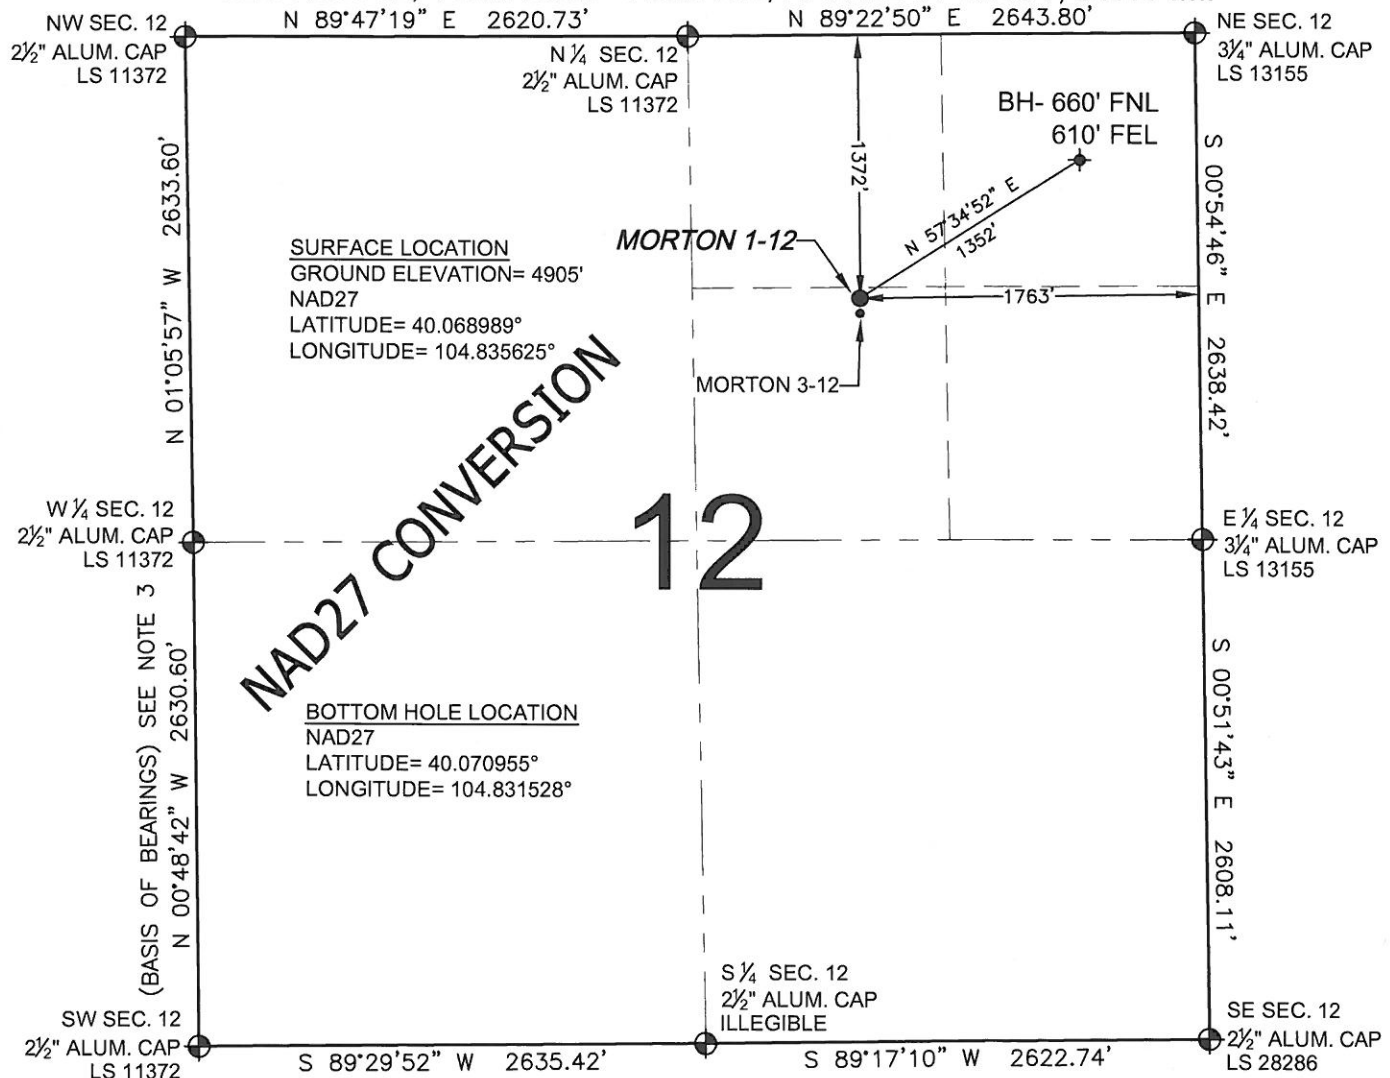 N 89°47'19" E 2620.73'
N 89°22'50" E 2643.80'
NW SEC. 12
2½" ALUM. CAP
LS 11372
N ¼ SEC. 12
2½" ALUM. CAP
LS 11372
NE SEC. 12
3¼" ALUM. CAP
LS 13155
BH- 660' FNL
610' FEL
1372'
N 57°34'52" E
1352'
N 01°05'57" W 2633.60'
S 00°54'46" E 2638.42'
SURFACE LOCATION
GROUND ELEVATION= 4905'
NAD27
LATITUDE= 40.068989°
LONGITUDE= 104.835625°
MORTON 1-12
1763'
MORTON 3-12
NAD27 CONVERSION
12
W ¼ SEC. 12
2½" ALUM. CAP
LS 11372
E ¼ SEC. 12
3¼" ALUM. CAP
LS 13155
(BASIS OF BEARINGS) SEE NOTE 3
N 00°48'42" W 2630.60'
S 00°51'43" E 2608.11'
BOTTOM HOLE LOCATION
NAD27
LATITUDE= 40.070955°
LONGITUDE= 104.831528°
SW SEC. 12
2½" ALUM. CAP
LS 11372
S ¼ SEC. 12
2½" ALUM. CAP
ILLEGIBLE
SE SEC. 12
2½" ALUM. CAP
LS 28286
S 89°29'52" W 2635.42'
S 89°17'10" W 2622.74'